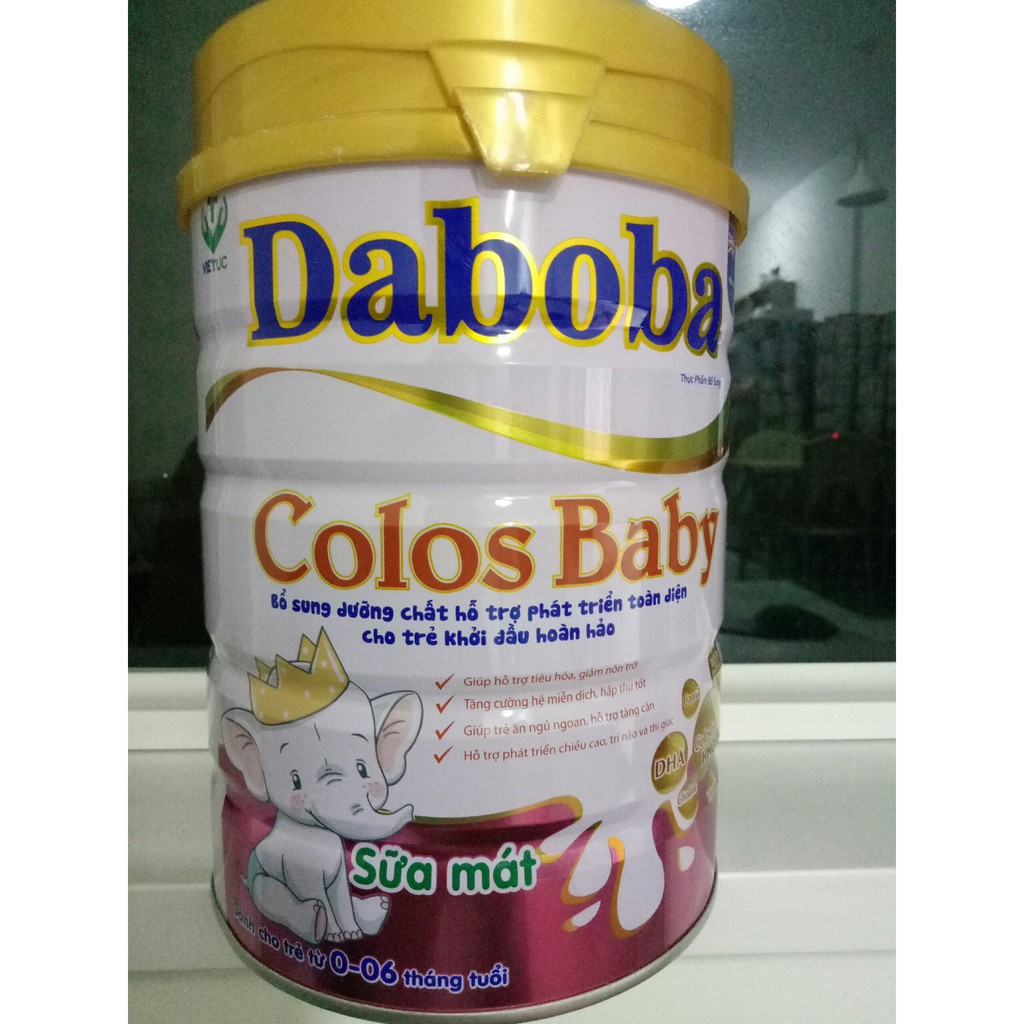 VIETUC
Daboba
Thực Phẩm Bổ Sung
Colos Baby
Bổ sung dưỡng chất hỗ trợ phát triển toàn diện
cho trẻ khởi đầu hoàn hảo
Giúp hỗ trợ tiêu hóa, giảm nôn trớ
Tăng cường hệ miễn dịch, hấp thu tốt
Giúp trẻ ăn ngủ ngoan, hỗ trợ tăng cân
Hỗ trợ phát triển chiều cao, trí não và thị giác
DHA
Sữa mát
Dành cho trẻ từ 0-06 tháng tuổi